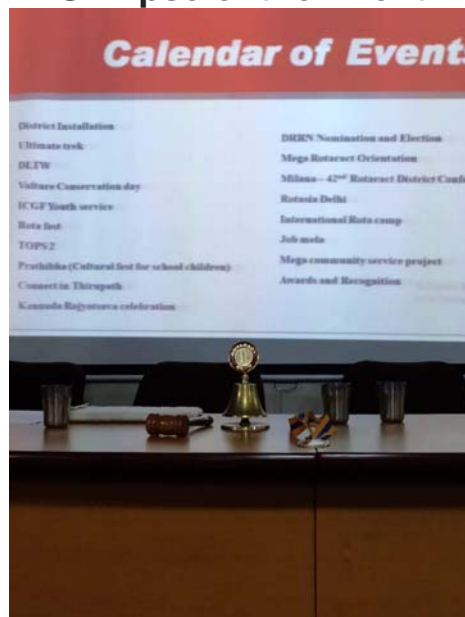 Calendar of Events
District Installation
Ultimate trek
DLTW
Vulture Conservation day
ICGF Youth service
Rota fest
TOPS 2
Prathibha (Cultural fest for school children)
Connect in Thirupath
Kannada Rajyotsava celebration
DRRN Nomination and Election
Mega Rotaract Orientation
Milana – 42nd Rotaract District Conf
Rotasia Delhi
International Rota camp
Job mela
Mega community service project
Awards and Recognition